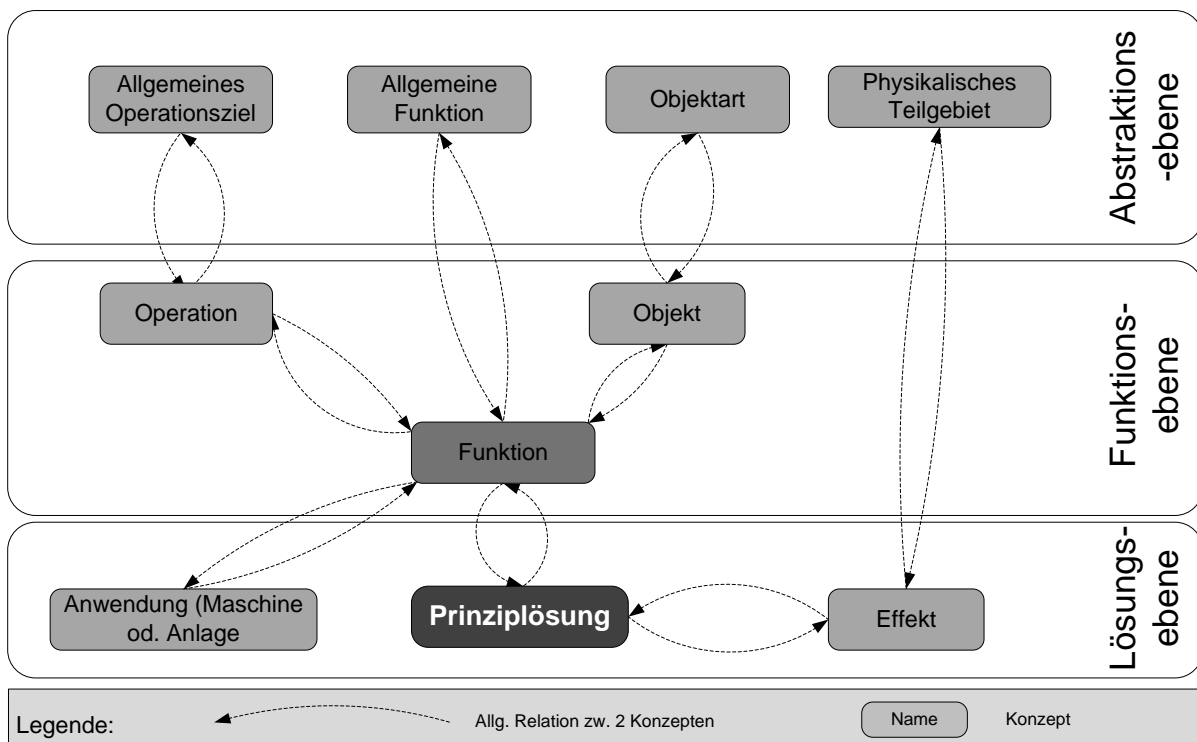 Allgemeines
Operationsziel
Allgemeine
Funktion
Objektart
Physikalisches
Teilgebiet
Abstraktions
-ebene
Operation
Objekt
Funktion
Funktions-
ebene
Anwendung (Maschine
od. Anlage
Prinziplösung
Effekt
Lösungs-
ebene
Legende:
Allg. Relation zw. 2 Konzepten
Name
Konzept